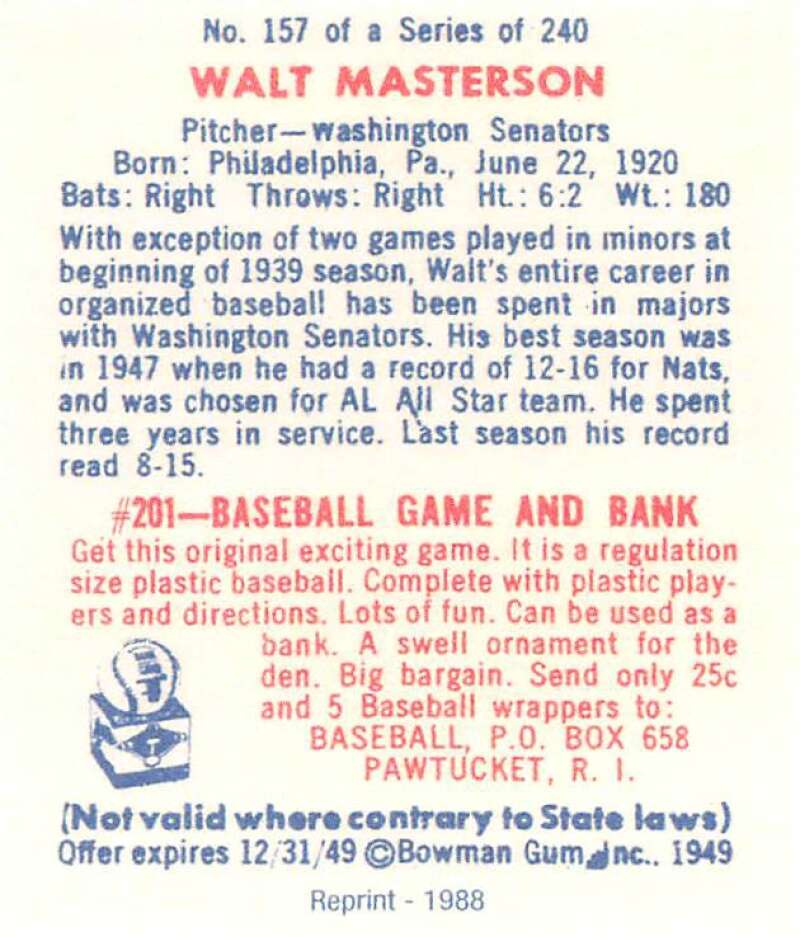 No. 157 of a Series of 240
WALT MASTERSON
Pitcher—Washington Senators
Born: Philadelphia, Pa., June 22, 1920
Bats: Right Throws: Right Ht.: 6:2 Wt.: 180
With exception of two games played in minors at
beginning of 1939 season, Walt's entire career in
organized baseball has been spent in majors
with Washington Senators. His best season was
in 1947 when he had a record of 12-16 for Nats,
and was chosen for AL All Star team. He spent
three years in service. Last season his record
read 8-15.
#201—BASEBALL GAME AND BANK
Get this original exciting game. It is a regulation
size plastic baseball. Complete with plastic play-
ers and directions. Lots of fun. Can be used as a
bank. A swell ornament for the
den. Big bargain. Send only 25c
and 5 Baseball wrappers to:
BASEBALL, P.O. BOX 658
PAWTUCKET, R. I.
(Not valid where contrary to State laws)
Offer expires 12/31/49 ©Bowman Gum, Inc., 1949
Reprint - 1988